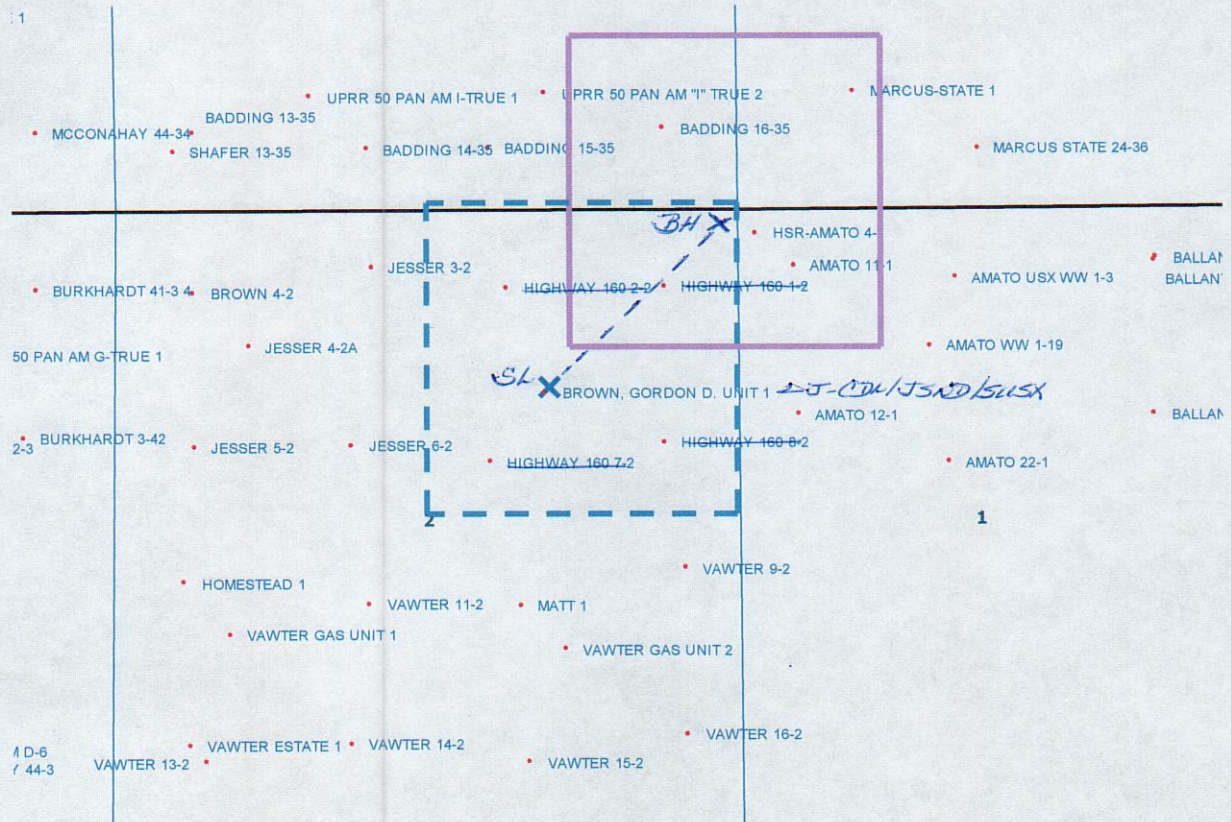 : 1
UPRR 50 PAN AM I-TRUE 1
UPRR 50 PAN AM "I" TRUE 2
MARCUS-STATE 1
BADDING 13-35
MCCONAHAY 44-34
BADDING 16-35
SHAFER 13-35
BADDING 14-35
BADDING 15-35
MARCUS STATE 24-36
BH
HSR-AMATO 4-
JESSER 3-2
AMATO 11-1
BALLAN
BURKHARDT 41-3 4
BROWN 4-2
HIGHWAY 160 2-2
HIGHWAY 160 1-2
AMATO USX WW 1-3
BALLAN
50 PAN AM G-TRUE 1
JESSER 4-2A
AMATO WW 1-19
SL
BROWN, GORDON D. UNIT 1
J-CDL/JSND/SUSX
AMATO 12-1
BALLAN
2-3
BURKHARDT 3-42
JESSER 5-2
JESSER 6-2
HIGHWAY 160 8-2
HIGHWAY 160 7-2
AMATO 22-1
2
1
HOMESTEAD 1
VAWTER 9-2
VAWTER 11-2
MATT 1
VAWTER GAS UNIT 1
VAWTER GAS UNIT 2
VAWTER 16-2
D-6
VAWTER ESTATE 1
VAWTER 14-2
44-3
VAWTER 13-2
VAWTER 15-2